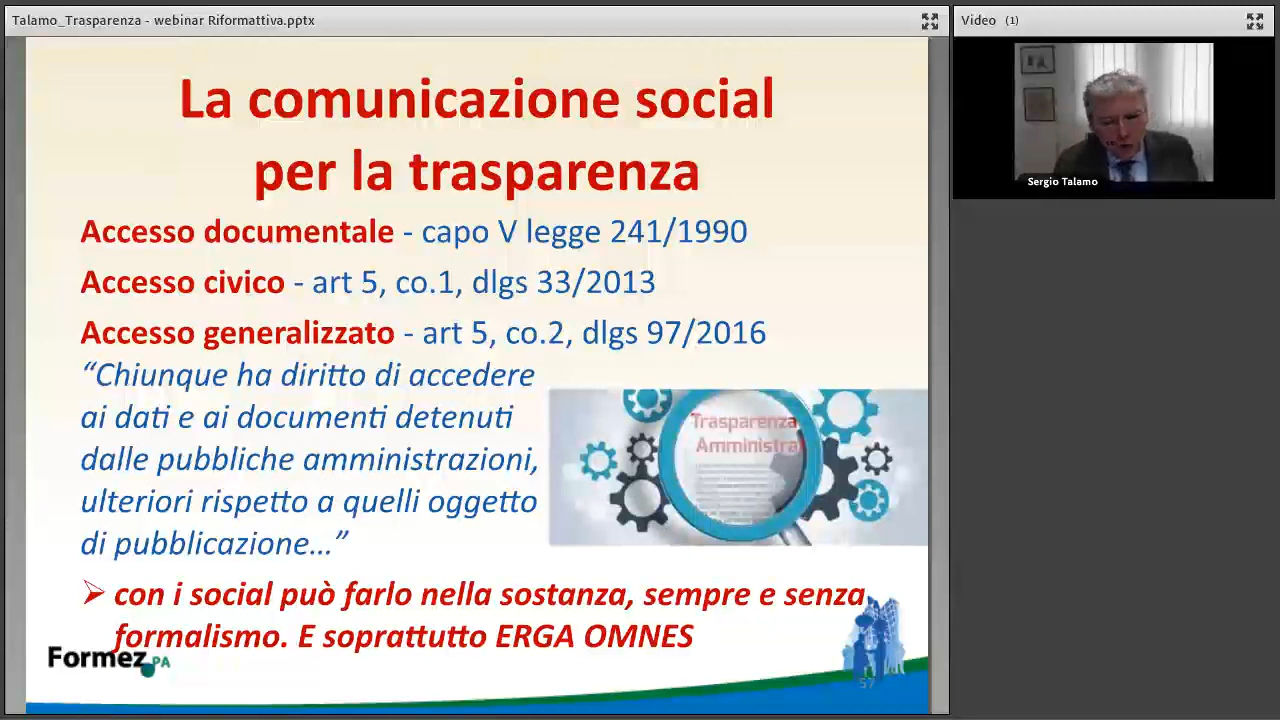 Talamo_Trasparenza - webinar Riformattiva.pptx
Video (1)
Sergio Talamo
La comunicazione social
per la trasparenza
Accesso documentale - capo V legge 241/1990
Accesso civico - art 5, co.1, dlgs 33/2013
Accesso generalizzato - art 5, co.2, dlgs 97/2016
“Chiunque ha diritto di accedere
ai dati e ai documenti detenuti
dalle pubbliche amministrazioni,
ulteriori rispetto a quelli oggetto
di pubblicazione…”
Trasparenza
Amministra
➢ con i social può farlo nella sostanza, sempre e senza
formalismo. E soprattutto ERGA OMNES
Formez PA
57